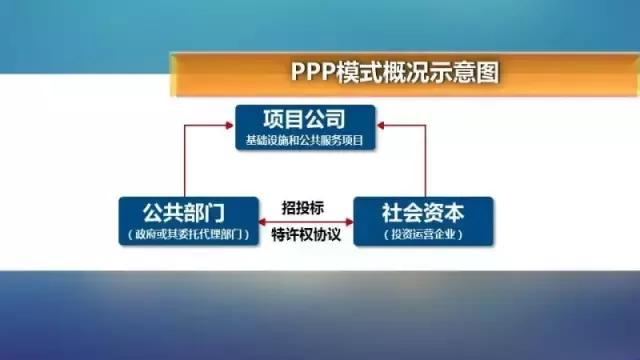 PPP模式概况示意图
项目公司
基础设施和公共服务项目
公共部门
（政府或其委托代理部门）
招投标
特许权协议
社会资本
（投资运营企业）